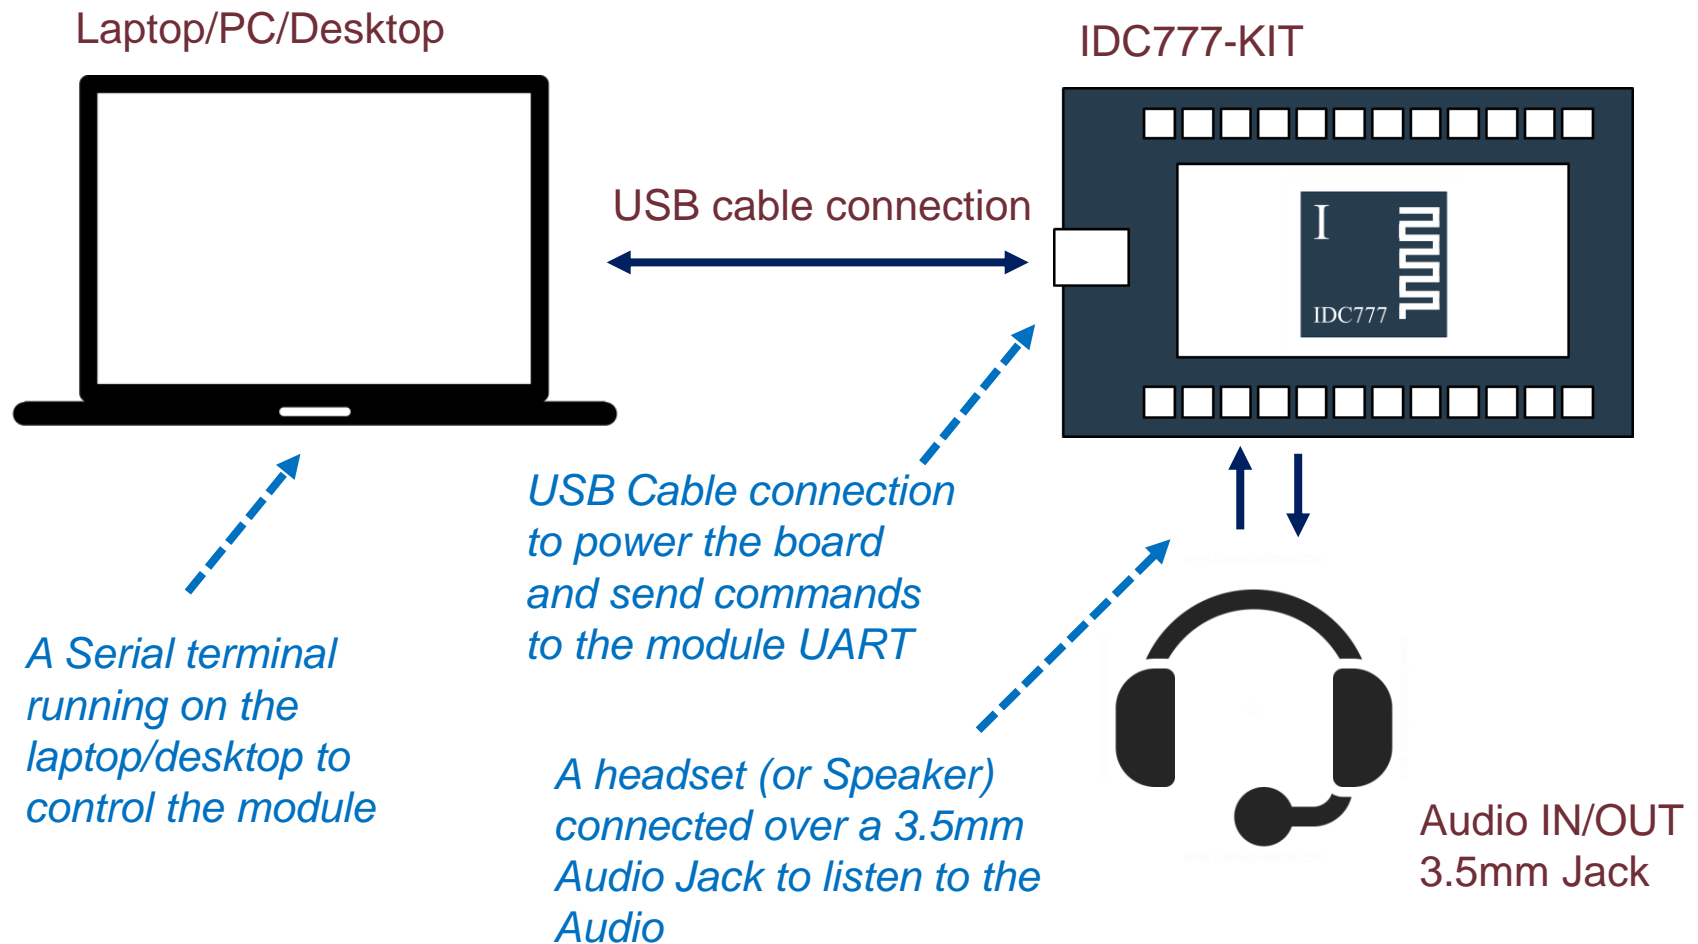 Laptop/PC/Desktop
IDC777-KIT
USB cable connection
I
IDC777
USB Cable connection
to power the board
and send commands
to the module UART
A Serial terminal
running on the
laptop/desktop to
control the module
A headset (or Speaker)
connected over a 3.5mm
Audio Jack to listen to the
Audio
Audio IN/OUT
3.5mm Jack